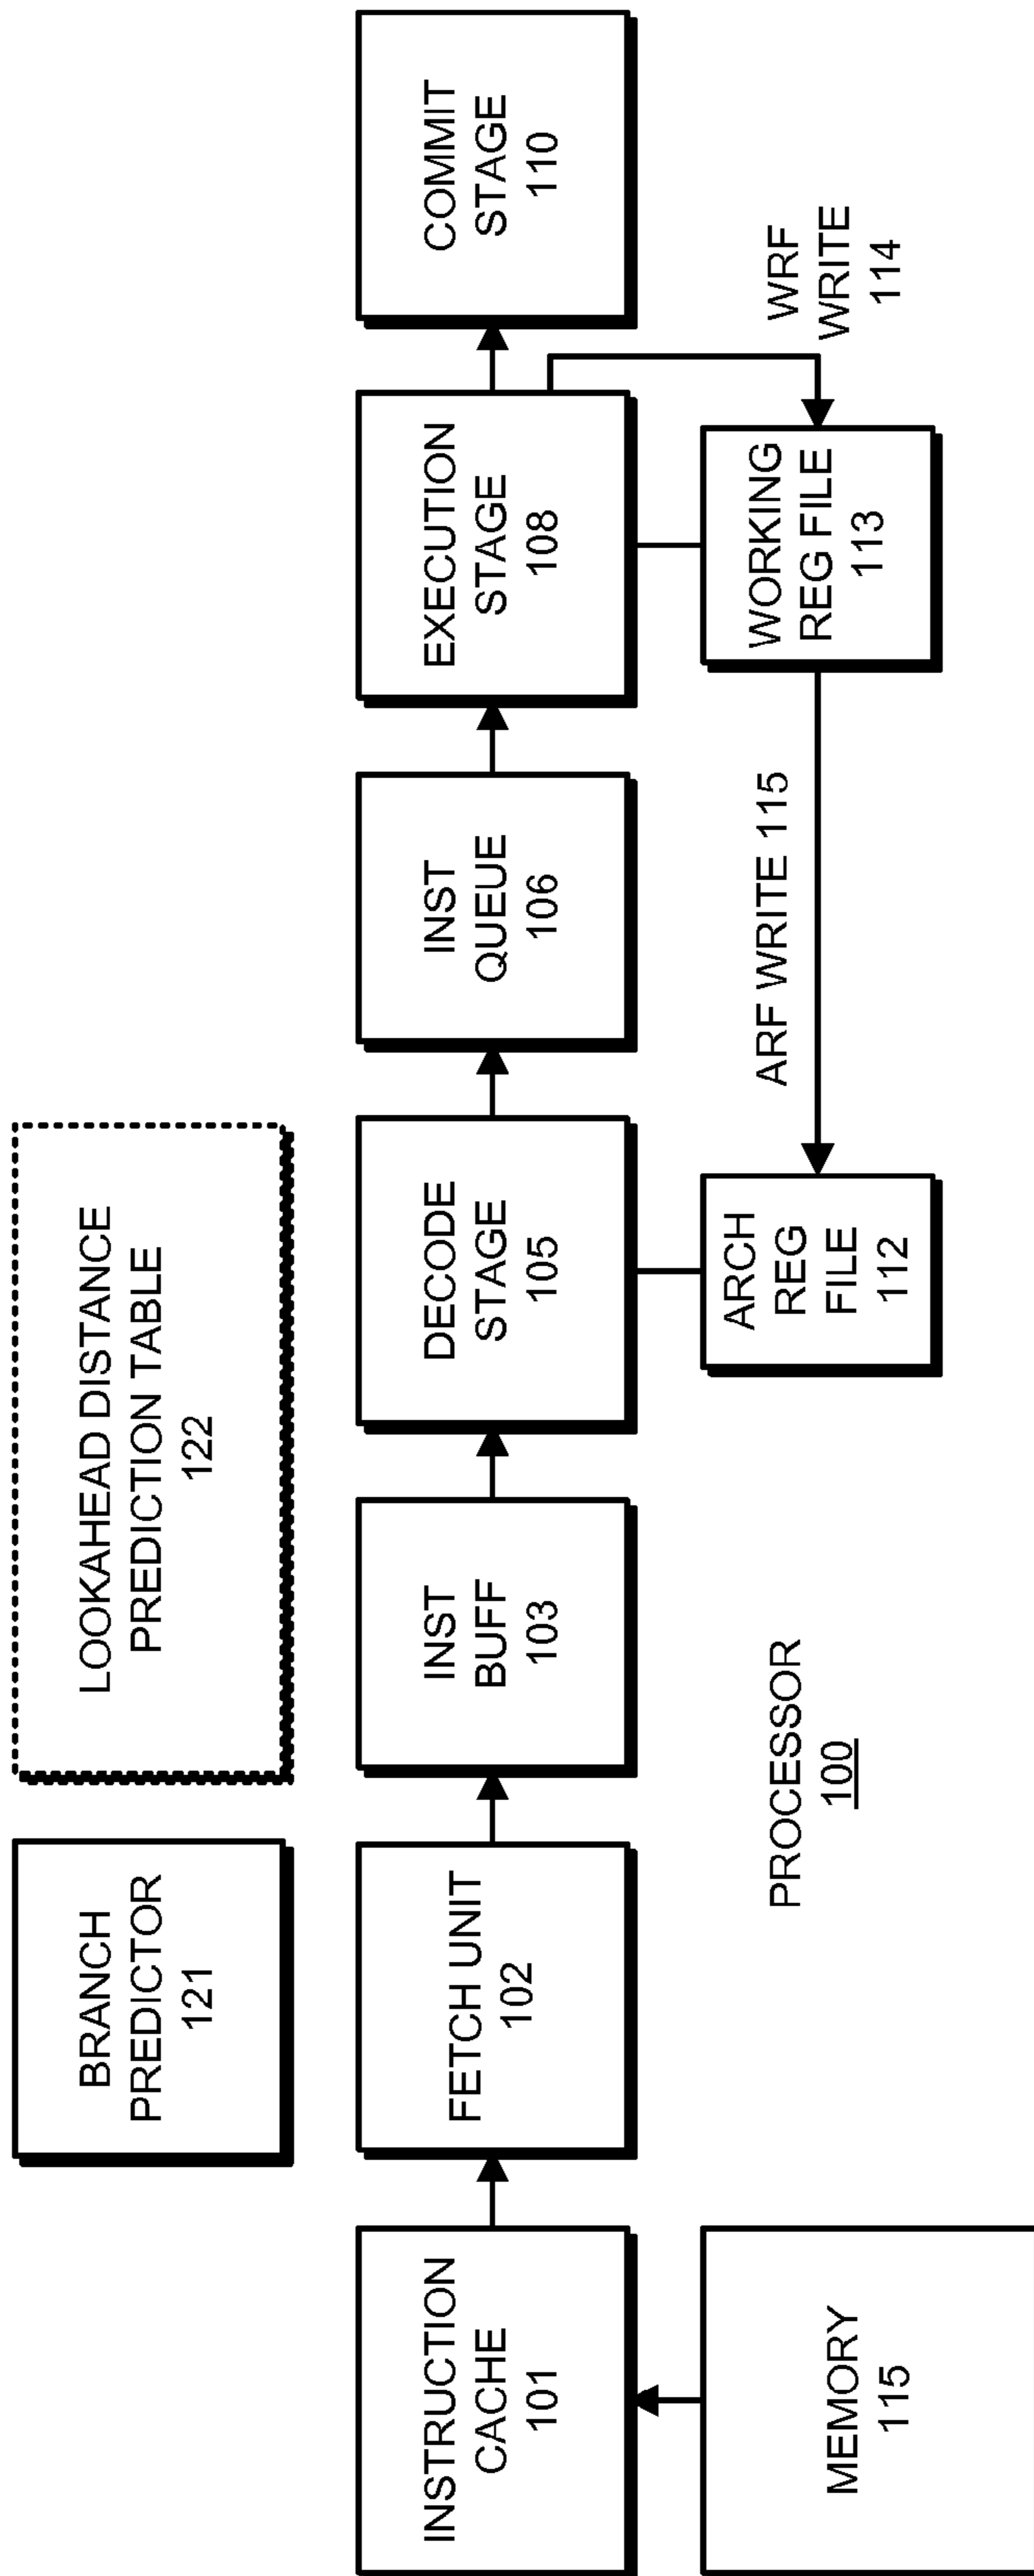 BRANCH
PREDICTOR
121
LOOKAHEAD DISTANCE
PREDICTION TABLE
122
INSTRUCTION
CACHE
101
FETCH UNIT
102
INST
BUFF
103
DECODE
STAGE
105
INST
QUEUE
106
EXECUTION
STAGE
108
COMMIT
STAGE
110
MEMORY
115
PROCESSOR
100
ARCH
REG
FILE
112
ARF WRITE 115
WORKING
REG FILE
113
WRF
WRITE
114